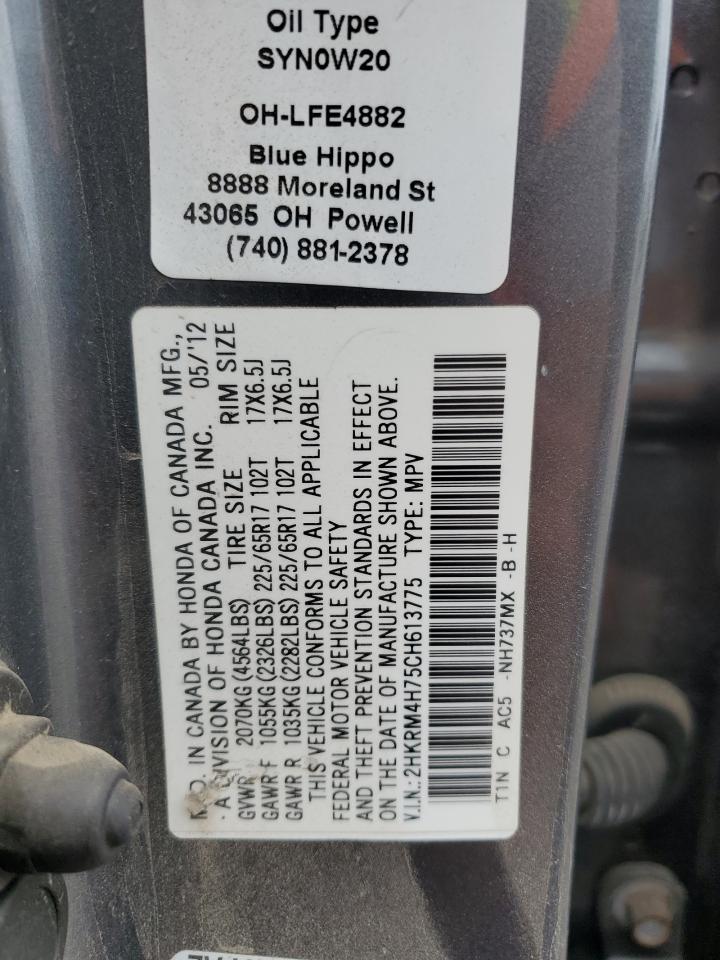 Oil Type
SYN0W20
OH-LFE4882
Blue Hippo
8888 Moreland St
43065 OH Powell
(740) 881-2378
IN CANADA BY HONDA OF CANADA MFG.,
A DIVISION OF HONDA CANADA INC. 05/'12
GVWR 2070KG (4564LBS) TIRE SIZE RIM SIZE
GAWR F 1055KG (2326LBS) 225/65R17 102T 17X6.5J
GAWR R 1035KG (2282LBS) 225/65R17 102T 17X6.5J
THIS VEHICLE CONFORMS TO ALL APPLICABLE
FEDERAL MOTOR VEHICLE SAFETY
AND THEFT PREVENTION STANDARDS IN EFFECT
ON THE DATE OF MANUFACTURE SHOWN ABOVE.
V.I.N.: 2HKRM4H75CH613775 TYPE: MPV
T1N C AC5 -NH737MX -B -H